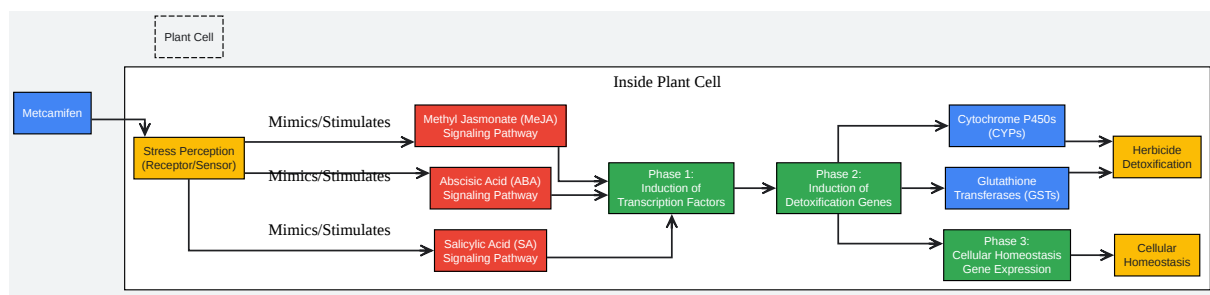 Plant Cell
Inside Plant Cell
Metcamifen
Stress Perception
(Receptor/Sensor)
Mimics/Stimulates
Methyl Jasmonate (MeJA)
Signaling Pathway
Mimics/Stimulates
Abscisic Acid (ABA)
Signaling Pathway
Mimics/Stimulates
Salicylic Acid (SA)
Signaling Pathway
Phase 1:
Induction of
Transcription Factors
Phase 2:
Induction of
Detoxification Genes
Cytochrome P450s
(CYPs)
Glutathione
Transferases (GSTs)
Phase 3:
Cellular Homeostasis
Gene Expression
Herbicide
Detoxification
Cellular
Homeostasis